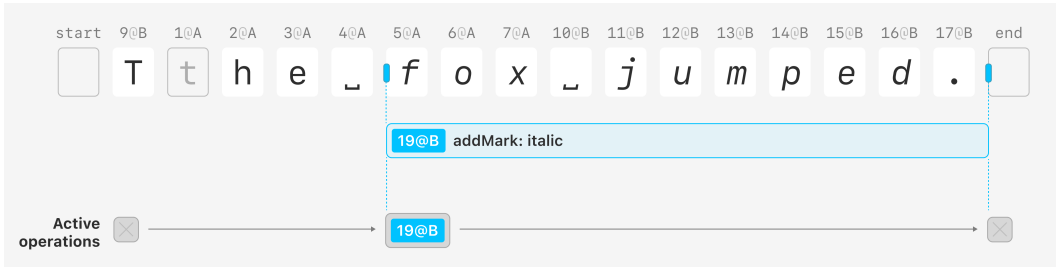 start 9@B 1@A 2@A 3@A 4@A 5@A 6@A 7@A 10@B 11@B 12@B 13@B 14@B 15@B 16@B 17@B end
T t h e ␣ f o x ␣ j u m p e d .
19@B addMark: italic
Active
operations
19@B